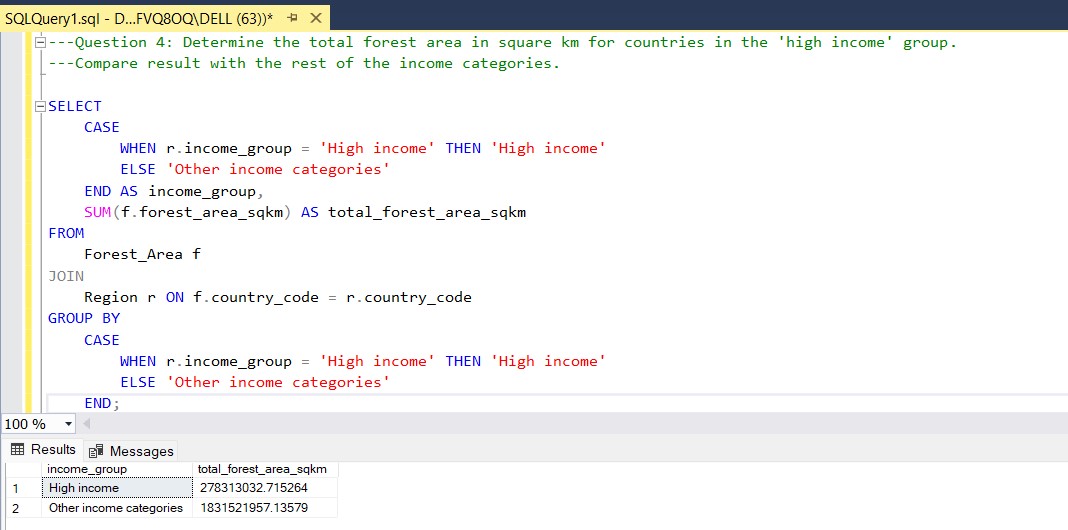 SQLQuery1.sql - D...FVQ8OQ\DELL (63))*
---Question 4: Determine the total forest area in square km for countries in the 'high income' group.
---Compare result with the rest of the income categories.
SELECT
CASE
WHEN r.income_group = 'High income' THEN 'High income'
ELSE 'Other income categories'
END AS income_group,
SUM(f.forest_area_sqkm) AS total_forest_area_sqkm
FROM
Forest_Area f
JOIN
Region r ON f.country_code = r.country_code
GROUP BY
CASE
WHEN r.income_group = 'High income' THEN 'High income'
ELSE 'Other income categories'
END;
100 %
Results Messages
income_group total_forest_area_sqkm
1 High income 278313032.715264
2 Other income categories 1831521957.13579